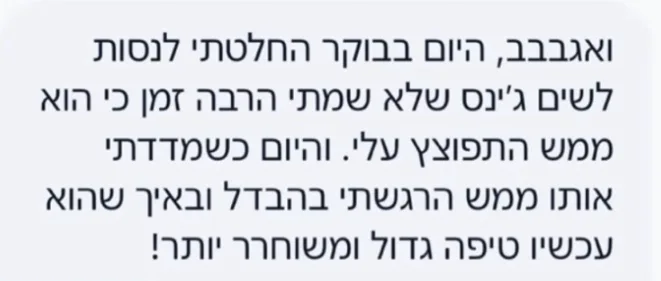 ואגבבב, היום בבוקר החלטתי לנסות
לשים ג'ינס שלא שמתי הרבה זמן כי הוא
ממש התפוצץ עלי. והיום כשמדדתי
אותו ממש הרגשתי בהבדל ובאיך שהוא
עכשיו טיפה גדול ומשוחרר יותר!